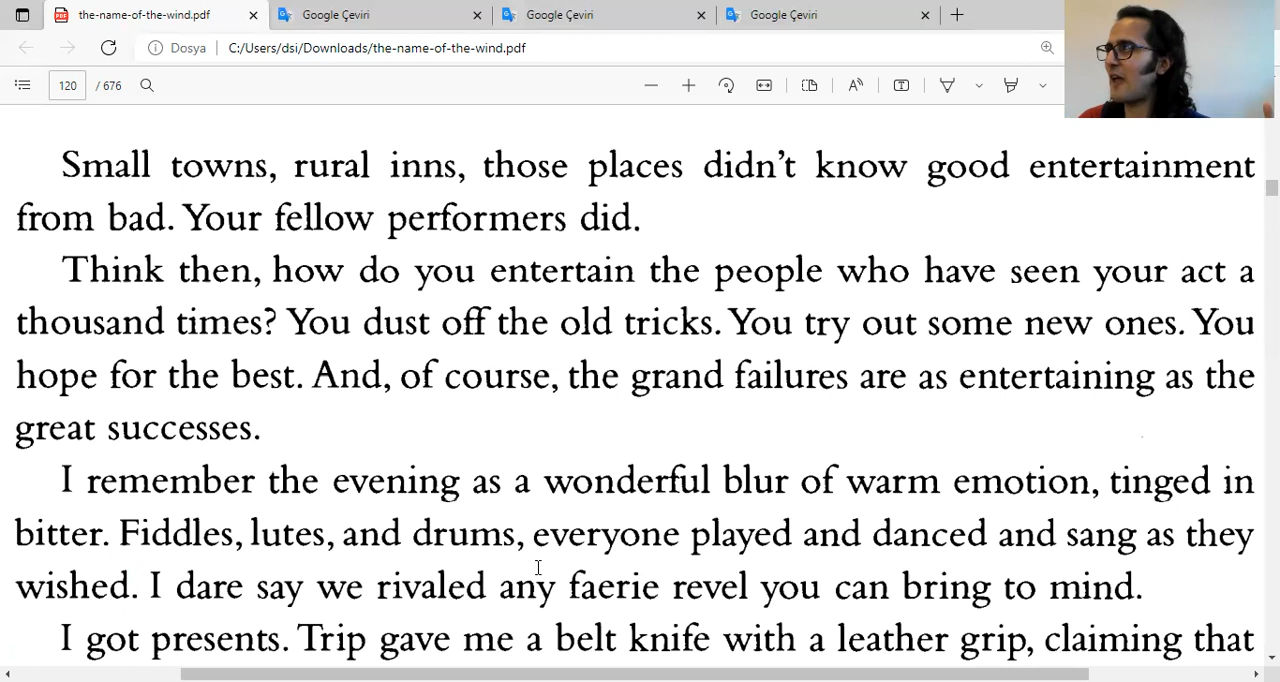 the-name-of-the-wind.pdf
Google Çeviri
Google Çeviri
Google Çeviri
Dosya
C:/Users/dsi/Downloads/the-name-of-the-wind.pdf
120 / 676
Small towns, rural inns, those places didn’t know good entertainment
from bad. Your fellow performers did.
Think then, how do you entertain the people who have seen your act a
thousand times? You dust off the old tricks. You try out some new ones. You
hope for the best. And, of course, the grand failures are as entertaining as the
great successes.
I remember the evening as a wonderful blur of warm emotion, tinged in
bitter. Fiddles, lutes, and drums, everyone played and danced and sang as they
wished. I dare say we rivaled any faerie revel you can bring to mind.
I got presents. Trip gave me a belt knife with a leather grip, claiming that